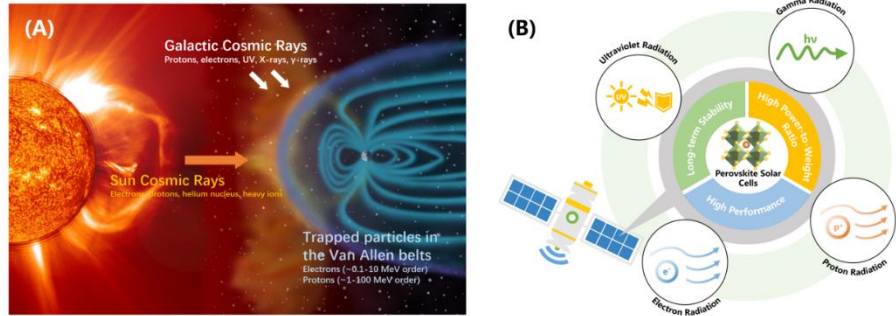 (A)
Galactic Cosmic Rays
Protons, electrons, UV, X-rays, γ-rays
Sun Cosmic Rays
Electrons, protons, helium nucleus, heavy ions
Trapped particles in
the Van Allen belts
Electrons (~0.1-10 MeV order)
Protons (~1-100 MeV order)
(B)
Gamma Radiation
hν
Ultraviolet Radiation
UV
Long-term Stability
High Power-to-Weight
Ratio
Perovskite Solar
Cells
High Performance
e⁻
Electron Radiation
P⁺
Proton Radiation